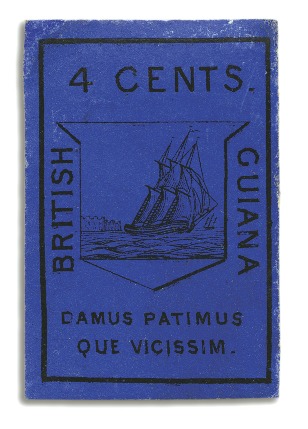 4 CENTS.
BRITISH
GUIANA
DAMUS PATIMUS
QUE VICISSIM.